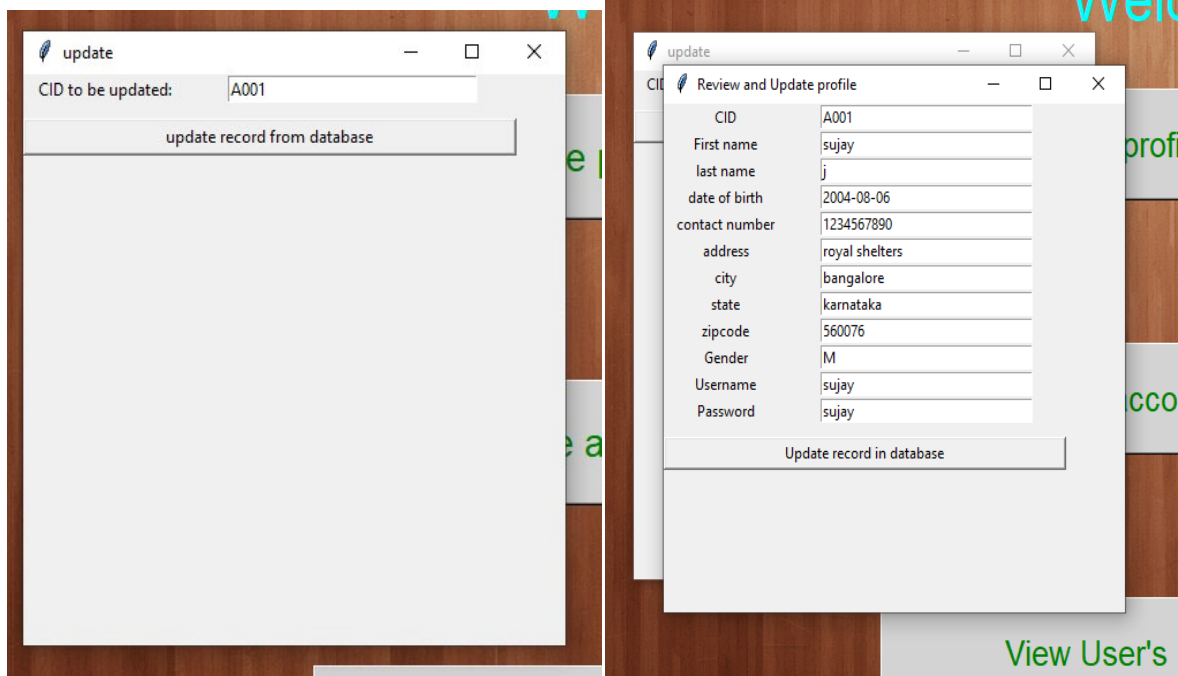 update
CID to be updated:
A001
update record from database
Welc
update
Review and Update profile
CID A001
First name sujay
last name j
date of birth 2004-08-06
contact number 1234567890
address royal shelters
city bangalore
state karnataka
zipcode 560076
Gender M
Username sujay
Password sujay
Update record in database
View User's